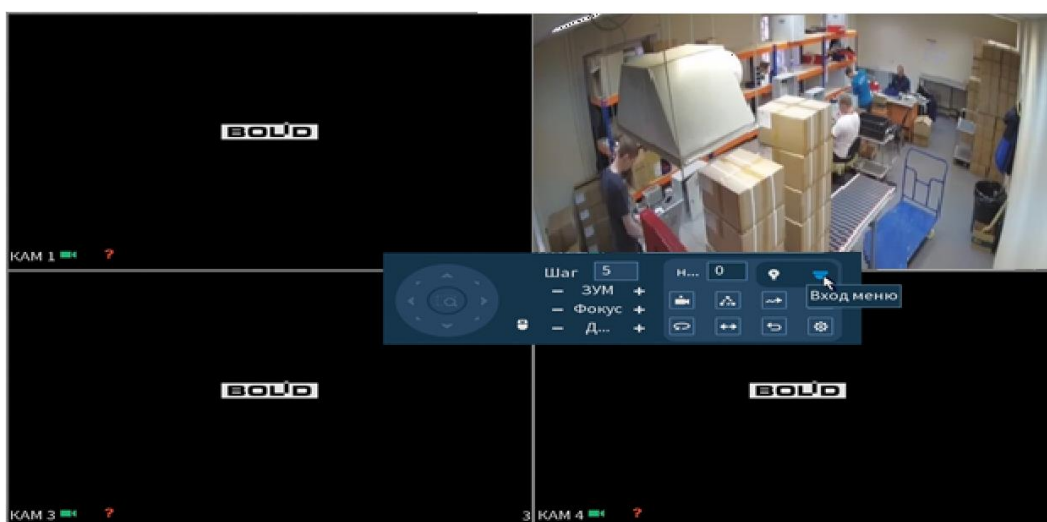 BOLID
КАМ 1 ?
Шаг 5 н... 0
– ЗУМ +
Вход меню
– Фокус +
– Д... +
BOLID
BOLID
КАМ 3 ?
3
КАМ 4 ?